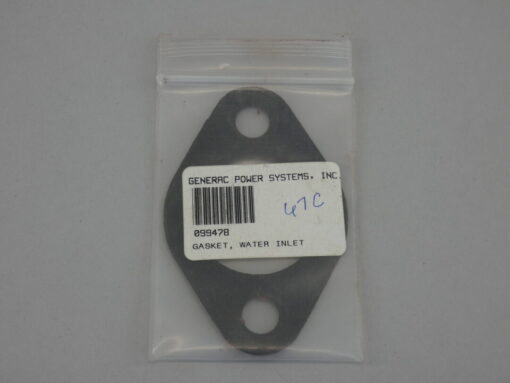 GENERAC POWER SYSTEMS, INC.
47C
099478
GASKET, WATER INLET